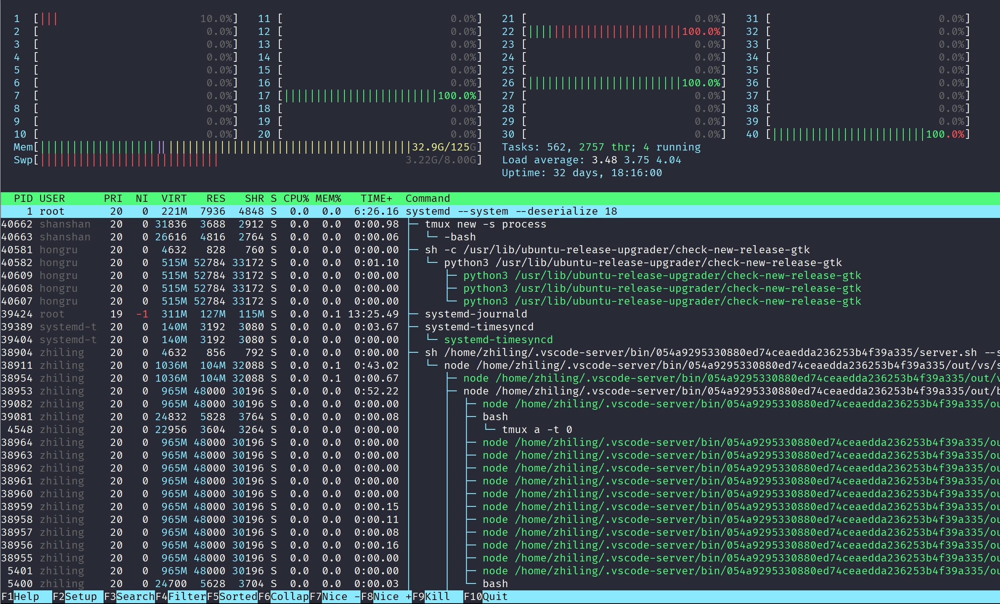 1 [||| 10.0%] 11 [ 0.0%] 21 [ 0.0%] 31 [ 0.0%]
2 [ 0.0%] 12 [ 0.0%] 22 [||||||||||||||||||||||||100.0%] 32 [ 0.0%]
3 [ 0.0%] 13 [ 0.0%] 23 [ 0.0%] 33 [ 0.0%]
4 [ 0.0%] 14 [ 0.0%] 24 [ 0.0%] 34 [ 0.0%]
5 [ 0.0%] 15 [ 0.0%] 25 [ 0.0%] 35 [ 0.0%]
6 [ 0.0%] 16 [ 0.0%] 26 [||||||||||||||||||||||||100.0%] 36 [ 0.0%]
7 [ 0.0%] 17 [||||||||||||||||||||||||100.0%] 27 [ 0.0%] 37 [ 0.0%]
8 [ 0.0%] 18 [ 0.0%] 28 [ 0.0%] 38 [ 0.0%]
9 [ 0.0%] 19 [ 0.0%] 29 [ 0.0%] 39 [ 0.0%]
10 [ 0.0%] 20 [ 0.0%] 30 [ 0.0%] 40 [||||||||||||||||||||||||100.0%]
Mem[||||||||||||||||||||||||||||||||||||||||||||||||||||||||||32.9G/125G] Tasks: 562, 2757 thr; 4 running
Swp[|||||||||||||||||||||||||||| 3.22G/8.00G] Load average: 3.48 3.75 4.04
Uptime: 32 days, 18:16:00
PID USER PRI NI VIRT RES SHR S CPU% MEM% TIME+ Command
1 root 20 0 221M 7936 4848 S 0.0 0.0 6:26.16 systemd --system --deserialize 18
40662 shanshan 20 0 31836 3688 2912 S 0.0 0.0 0:00.98 ├─ tmux new -s process
40663 shanshan 20 0 26616 4816 2764 S 0.0 0.0 0:00.06 │ └─ -bash
40581 hongru 20 0 4632 828 760 S 0.0 0.0 0:00.00 ├─ sh -c /usr/lib/ubuntu-release-upgrader/check-new-release-gtk
40582 hongru 20 0 515M 52784 33172 S 0.0 0.0 0:01.10 │ └─ python3 /usr/lib/ubuntu-release-upgrader/check-new-release-gtk
40609 hongru 20 0 515M 52784 33172 S 0.0 0.0 0:00.00 │ ├─ python3 /usr/lib/ubuntu-release-upgrader/check-new-release-gtk
40608 hongru 20 0 515M 52784 33172 S 0.0 0.0 0:00.00 │ ├─ python3 /usr/lib/ubuntu-release-upgrader/check-new-release-gtk
40607 hongru 20 0 515M 52784 33172 S 0.0 0.0 0:00.00 │ └─ python3 /usr/lib/ubuntu-release-upgrader/check-new-release-gtk
39424 root 19 -1 311M 127M 115M S 0.0 0.1 13:25.49 ├─ systemd-journald
39389 systemd-t 20 0 140M 3192 3080 S 0.0 0.0 0:03.67 ├─ systemd-timesyncd
39404 systemd-t 20 0 140M 3192 3080 S 0.0 0.0 0:00.00 │ └─ systemd-timesyncd
38904 zhiling 20 0 4632 856 792 S 0.0 0.0 0:00.00 ├─ sh /home/zhiling/.vscode-server/bin/054a9295330880ed74ceaedda236253b4f39a335/server.sh --s
38911 zhiling 20 0 1036M 104M 32088 S 0.0 0.1 0:43.02 │ └─ node /home/zhiling/.vscode-server/bin/054a9295330880ed74ceaedda236253b4f39a335/out/vs/s
38954 zhiling 20 0 1036M 104M 32088 S 0.0 0.1 0:00.67 │ ├─ node /home/zhiling/.vscode-server/bin/054a9295330880ed74ceaedda236253b4f39a335/out/v
38953 zhiling 20 0 965M 48000 30196 S 0.0 0.0 0:52.22 │ ├─ node /home/zhiling/.vscode-server/bin/054a9295330880ed74ceaedda236253b4f39a335/out/b
39082 zhiling 20 0 965M 48000 30196 S 0.0 0.0 0:00.00 │ │ ├─ node /home/zhiling/.vscode-server/bin/054a9295330880ed74ceaedda236253b4f39a335/ou
39081 zhiling 20 0 24832 5828 3764 S 0.0 0.0 0:00.08 │ │ ├─ bash
4548 zhiling 20 0 22956 3604 3264 S 0.0 0.0 0:00.00 │ │ │ └─ tmux a -t 0
38964 zhiling 20 0 965M 48000 30196 S 0.0 0.0 0:00.00 │ │ ├─ node /home/zhiling/.vscode-server/bin/054a9295330880ed74ceaedda236253b4f39a335/ou
38963 zhiling 20 0 965M 48000 30196 S 0.0 0.0 0:00.00 │ │ ├─ node /home/zhiling/.vscode-server/bin/054a9295330880ed74ceaedda236253b4f39a335/ou
38962 zhiling 20 0 965M 48000 30196 S 0.0 0.0 0:00.00 │ │ ├─ node /home/zhiling/.vscode-server/bin/054a9295330880ed74ceaedda236253b4f39a335/ou
38961 zhiling 20 0 965M 48000 30196 S 0.0 0.0 0:00.00 │ │ ├─ node /home/zhiling/.vscode-server/bin/054a9295330880ed74ceaedda236253b4f39a335/ou
38960 zhiling 20 0 965M 48000 30196 S 0.0 0.0 0:00.00 │ │ ├─ node /home/zhiling/.vscode-server/bin/054a9295330880ed74ceaedda236253b4f39a335/ou
38959 zhiling 20 0 965M 48000 30196 S 0.0 0.0 0:00.15 │ │ ├─ node /home/zhiling/.vscode-server/bin/054a9295330880ed74ceaedda236253b4f39a335/ou
38958 zhiling 20 0 965M 48000 30196 S 0.0 0.0 0:00.11 │ │ ├─ node /home/zhiling/.vscode-server/bin/054a9295330880ed74ceaedda236253b4f39a335/ou
38957 zhiling 20 0 965M 48000 30196 S 0.0 0.0 0:00.08 │ │ ├─ node /home/zhiling/.vscode-server/bin/054a9295330880ed74ceaedda236253b4f39a335/ou
38956 zhiling 20 0 965M 48000 30196 S 0.0 0.0 0:00.16 │ │ ├─ node /home/zhiling/.vscode-server/bin/054a9295330880ed74ceaedda236253b4f39a335/ou
38955 zhiling 20 0 965M 48000 30196 S 0.0 0.0 0:00.00 │ │ ├─ node /home/zhiling/.vscode-server/bin/054a9295330880ed74ceaedda236253b4f39a335/ou
5401 zhiling 20 0 965M 48000 30196 S 0.0 0.0 0:00.00 │ │ ├─ node /home/zhiling/.vscode-server/bin/054a9295330880ed74ceaedda236253b4f39a335/ou
5400 zhiling 20 0 24700 5628 3704 S 0.0 0.0 0:00.03 │ │ └─ bash
F1Help F2Setup F3SearchF4FilterF5SortedF6CollapF7Nice -F8Nice +F9Kill F10Quit